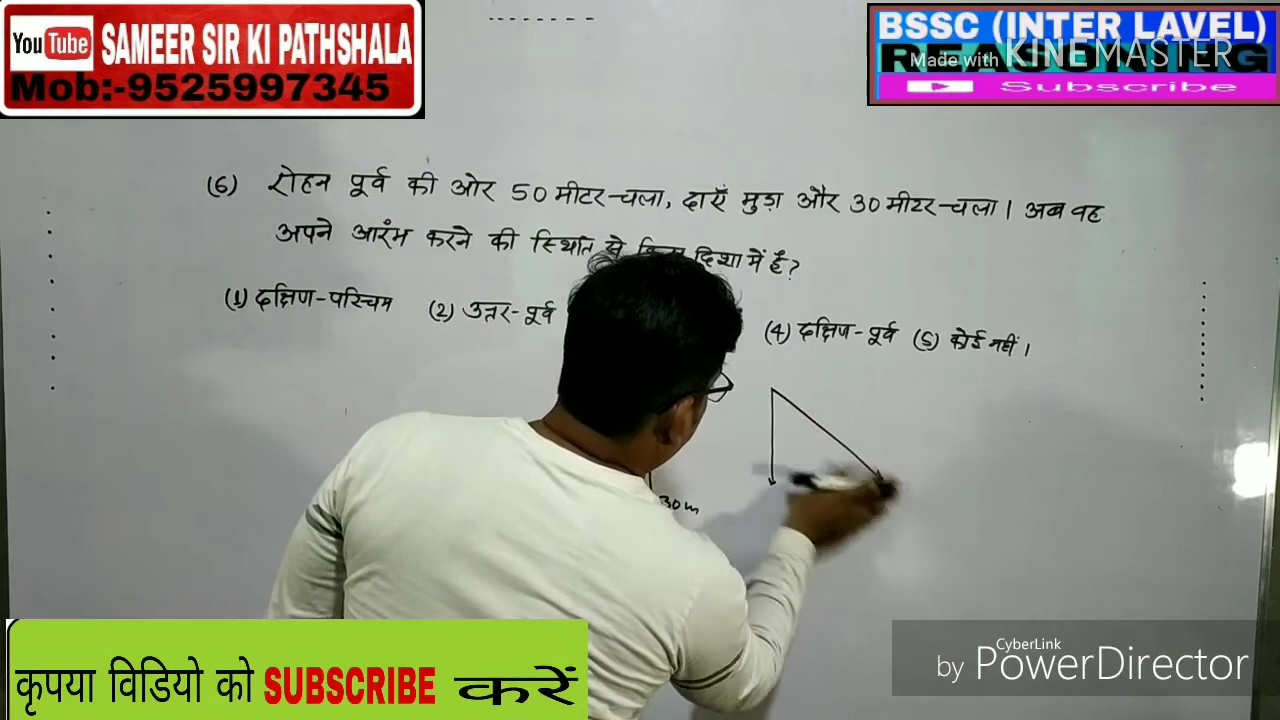 YouTube SAMEER SIR KI PATHSHALA
Mob:-9525997345
BSSC (INTER LAVEL)
REASONING
Made with KINEMASTER
Subscribe
(6) रोहन पूर्व की ओर 50 मीटर चला, दाएँ मुड़ा और 30 मीटर चला। अब वह
अपने आरंभ करने की स्थिति से दिशा में है?
(1) दक्षिण-पश्चिम (2) उत्तर-पूर्व (4) दक्षिण-पूर्व (5) कोई नहीं।
30m
कृपया विडियो को SUBSCRIBE करें
CyberLink
by PowerDirector